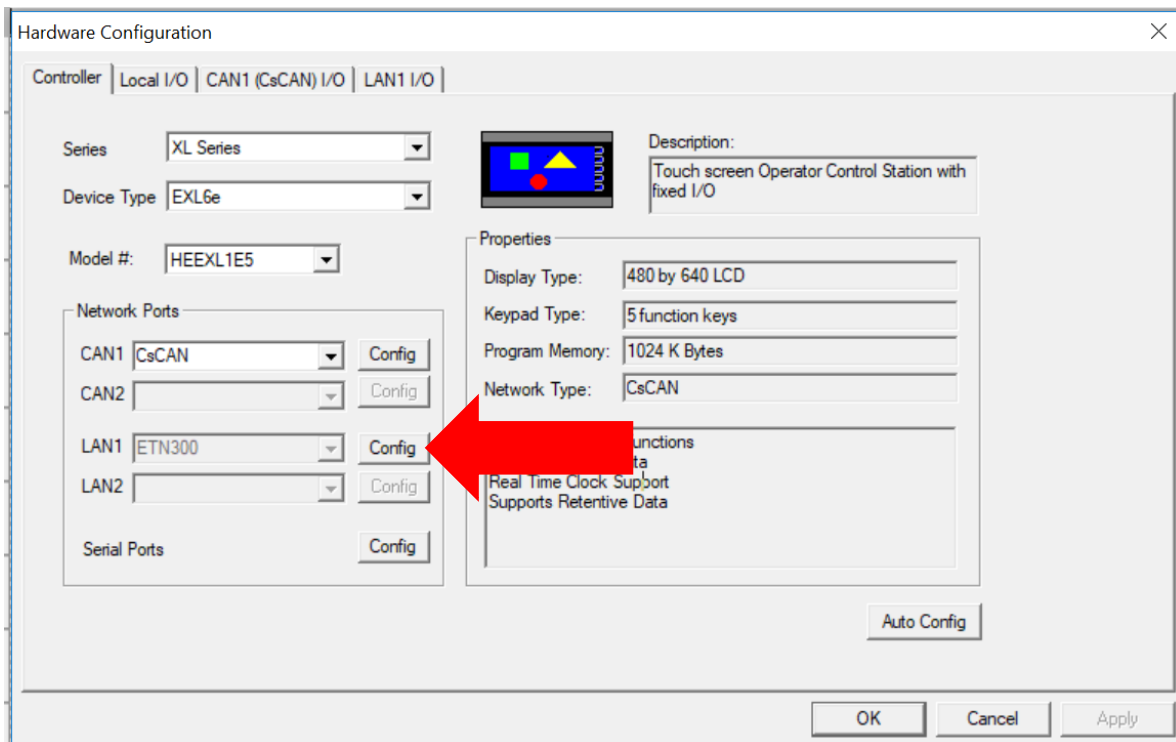 Hardware Configuration
Controller
Local I/O
CAN1 (CsCAN) I/O
LAN1 I/O
Series
XL Series
Device Type
EXL6e
Model #:
HEEXL1E5
Description:
Touch screen Operator Control Station with
fixed I/O
Network Ports
CAN1
CsCAN
Config
CAN2
Config
LAN1
ETN300
Config
LAN2
Config
Serial Ports
Config
Properties
Display Type:
480 by 640 LCD
Keypad Type:
5 function keys
Program Memory:
1024 K Bytes
Network Type:
CsCAN
Real Time Clock Support
Supports Retentive Data
Auto Config
OK
Cancel
Apply